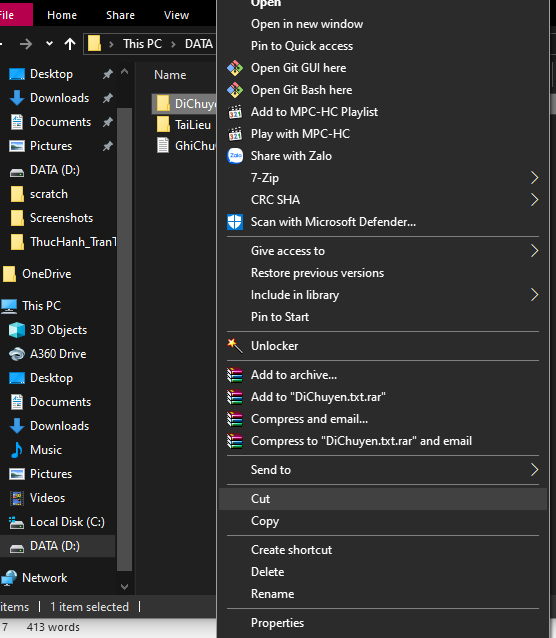 File
Home
Share
View
This PC
DATA
Desktop
Downloads
Documents
Pictures
DATA (D:)
scratch
Screenshots
ThucHanh_TranT
OneDrive
This PC
3D Objects
A360 Drive
Desktop
Documents
Downloads
Music
Pictures
Videos
Local Disk (C:)
DATA (D:)
Network
Name
DiChuye
TaiLieu
GhiChu
Open
Open in new window
Pin to Quick access
Open Git GUI here
Open Git Bash here
Add to MPC-HC Playlist
Play with MPC-HC
Share with Zalo
7-Zip
CRC SHA
Scan with Microsoft Defender...
Give access to
Restore previous versions
Include in library
Pin to Start
Unlocker
Add to archive...
Add to "DiChuyen.txt.rar"
Compress and email...
Compress to "DiChuyen.txt.rar" and email
Send to
Cut
Copy
Create shortcut
Delete
Rename
Properties
items
1 item selected
7
413 words